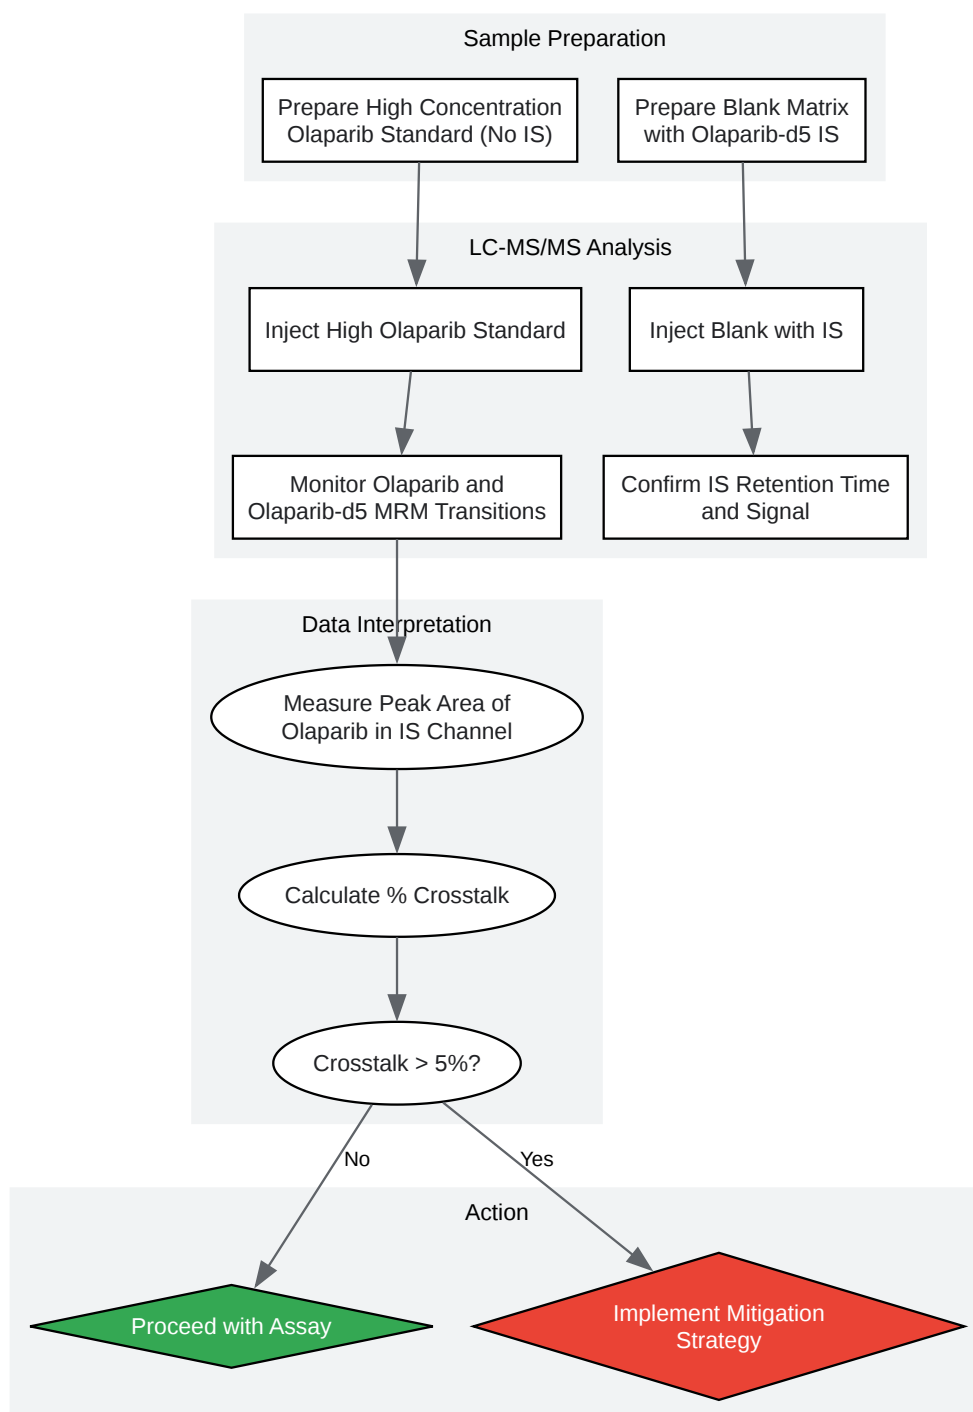 Sample Preparation
Prepare High Concentration
Olaparib Standard (No IS)
Prepare Blank Matrix
with Olaparib-d5 IS
LC-MS/MS Analysis
Inject High Olaparib Standard
Inject Blank with IS
Monitor Olaparib and
Olaparib-d5 MRM Transitions
Confirm IS Retention Time
and Signal
Data Interpretation
Measure Peak Area of
Olaparib in IS Channel
Calculate % Crosstalk
Crosstalk > 5%?
No
Yes
Action
Proceed with Assay
Implement Mitigation
Strategy